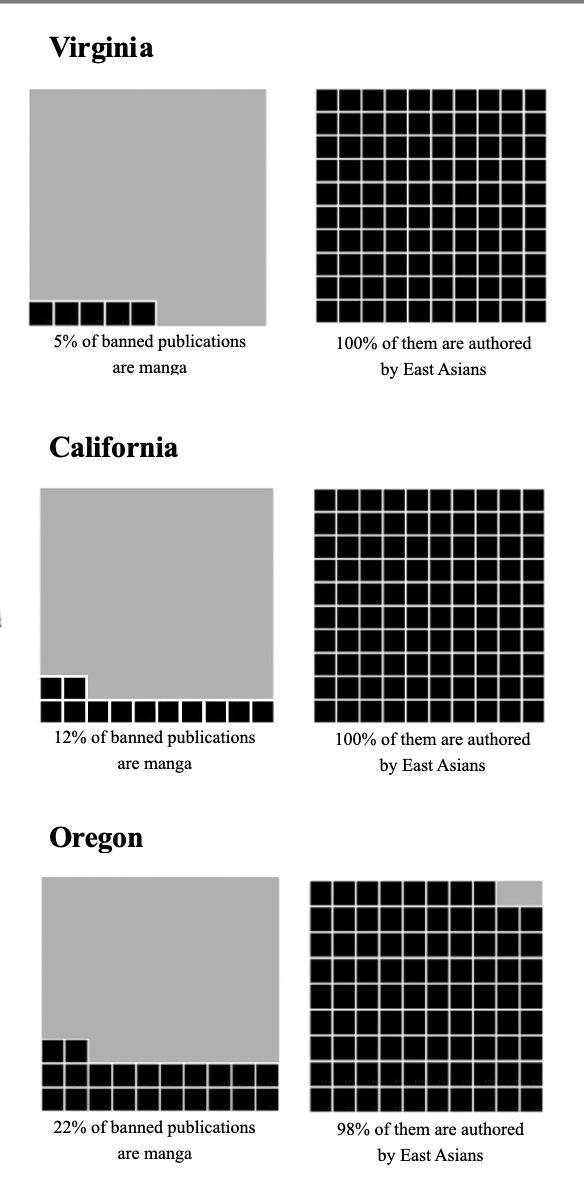 Virginia
5% of banned publications
are manga
100% of them are authored
by East Asians
California
12% of banned publications
are manga
100% of them are authored
by East Asians
Oregon
22% of banned publications
are manga
98% of them are authored
by East Asians